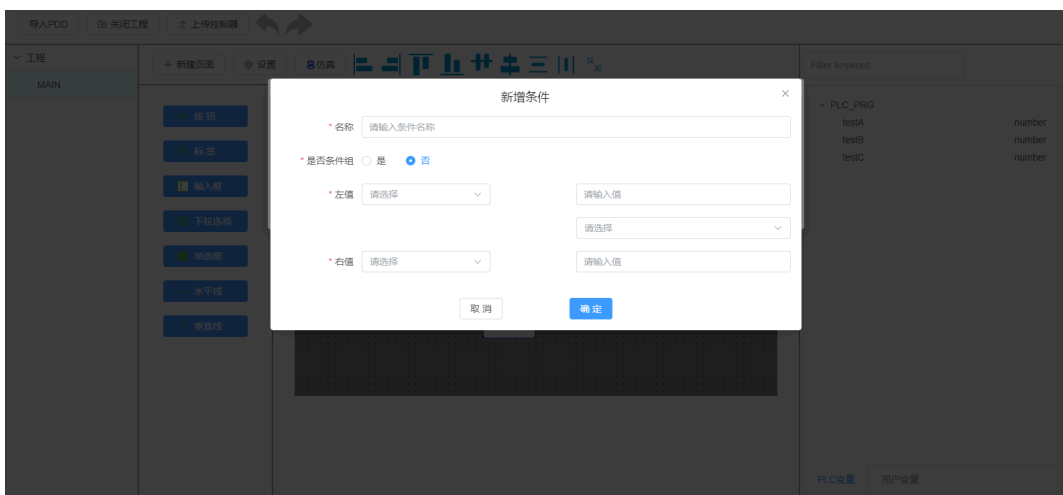 导入PDD 关闭工程 上传控制器
工程
MAIN
+ 新建页面 设置 仿真
Filter keyword
按钮
标签
输入框
下拉选项
单选框
水平线
垂直线
新增条件
* 名称 请输入条件名称
* 是否条件组 是 否
* 左值 请选择 请输入值
请选择
* 右值 请选择 请输入值
取消 确定
PLC_PRG
testA number
testB number
testC number
PLC变量 用户变量